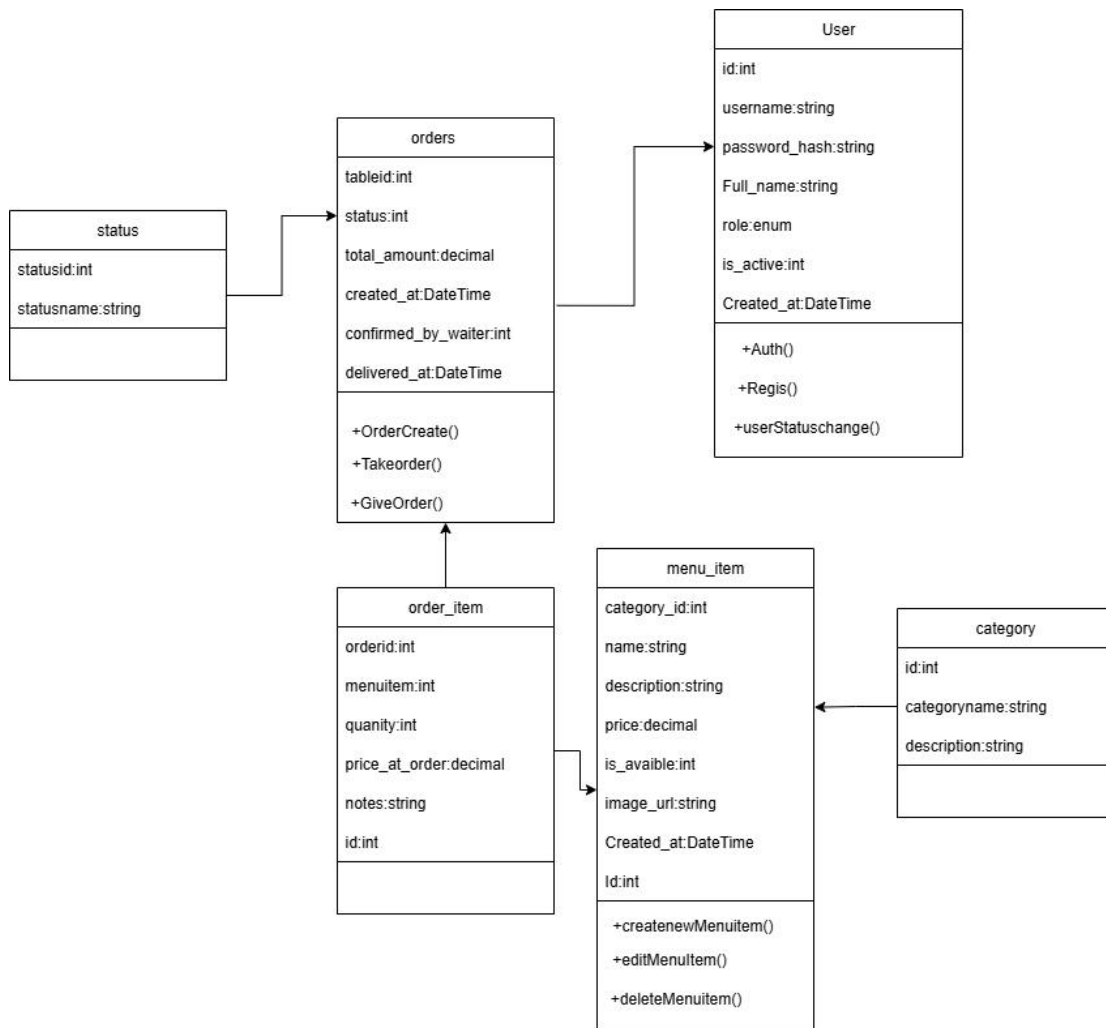 User
id:int
username:string
password_hash:string
Full_name:string
role:enum
is_active:int
Created_at:DateTime
+Auth()
+Regis()
+userStatuschange()
orders
tableid:int
status:int
total_amount:decimal
created_at:DateTime
confirmed_by_waiter:int
delivered_at:DateTime
+OrderCreate()
+Takeorder()
+GiveOrder()
status
statusid:int
statusname:string
order_item
orderid:int
menuitem:int
quanity:int
price_at_order:decimal
notes:string
id:int
menu_item
category_id:int
name:string
description:string
price:decimal
is_avaible:int
image_url:string
Created_at:DateTime
Id:int
+createnewMenuitem()
+editMenuItem()
+deleteMenuitem()
category
id:int
categoryname:string
description:string